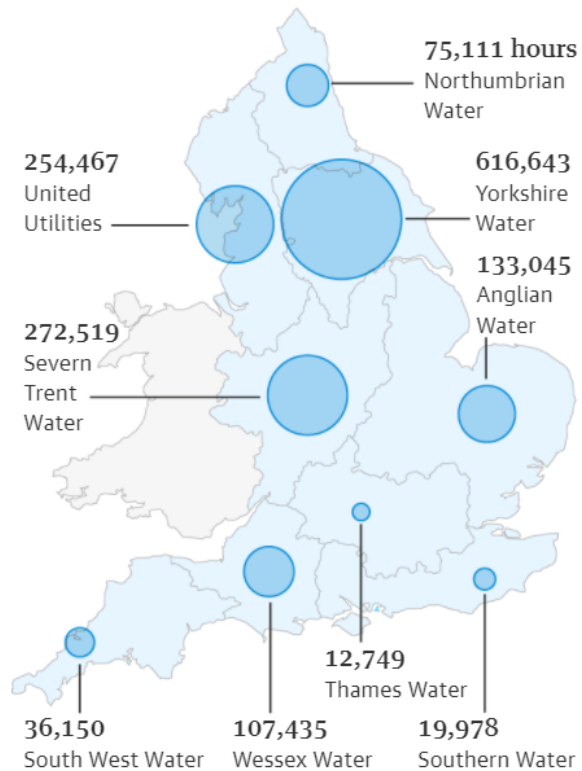 75,111 hours
Northumbrian
Water
254,467
United
Utilities
616,643
Yorkshire
Water
133,045
Anglian
Water
272,519
Severn
Trent
Water
12,749
Thames Water
36,150
South West Water
107,435
Wessex Water
19,978
Southern Water